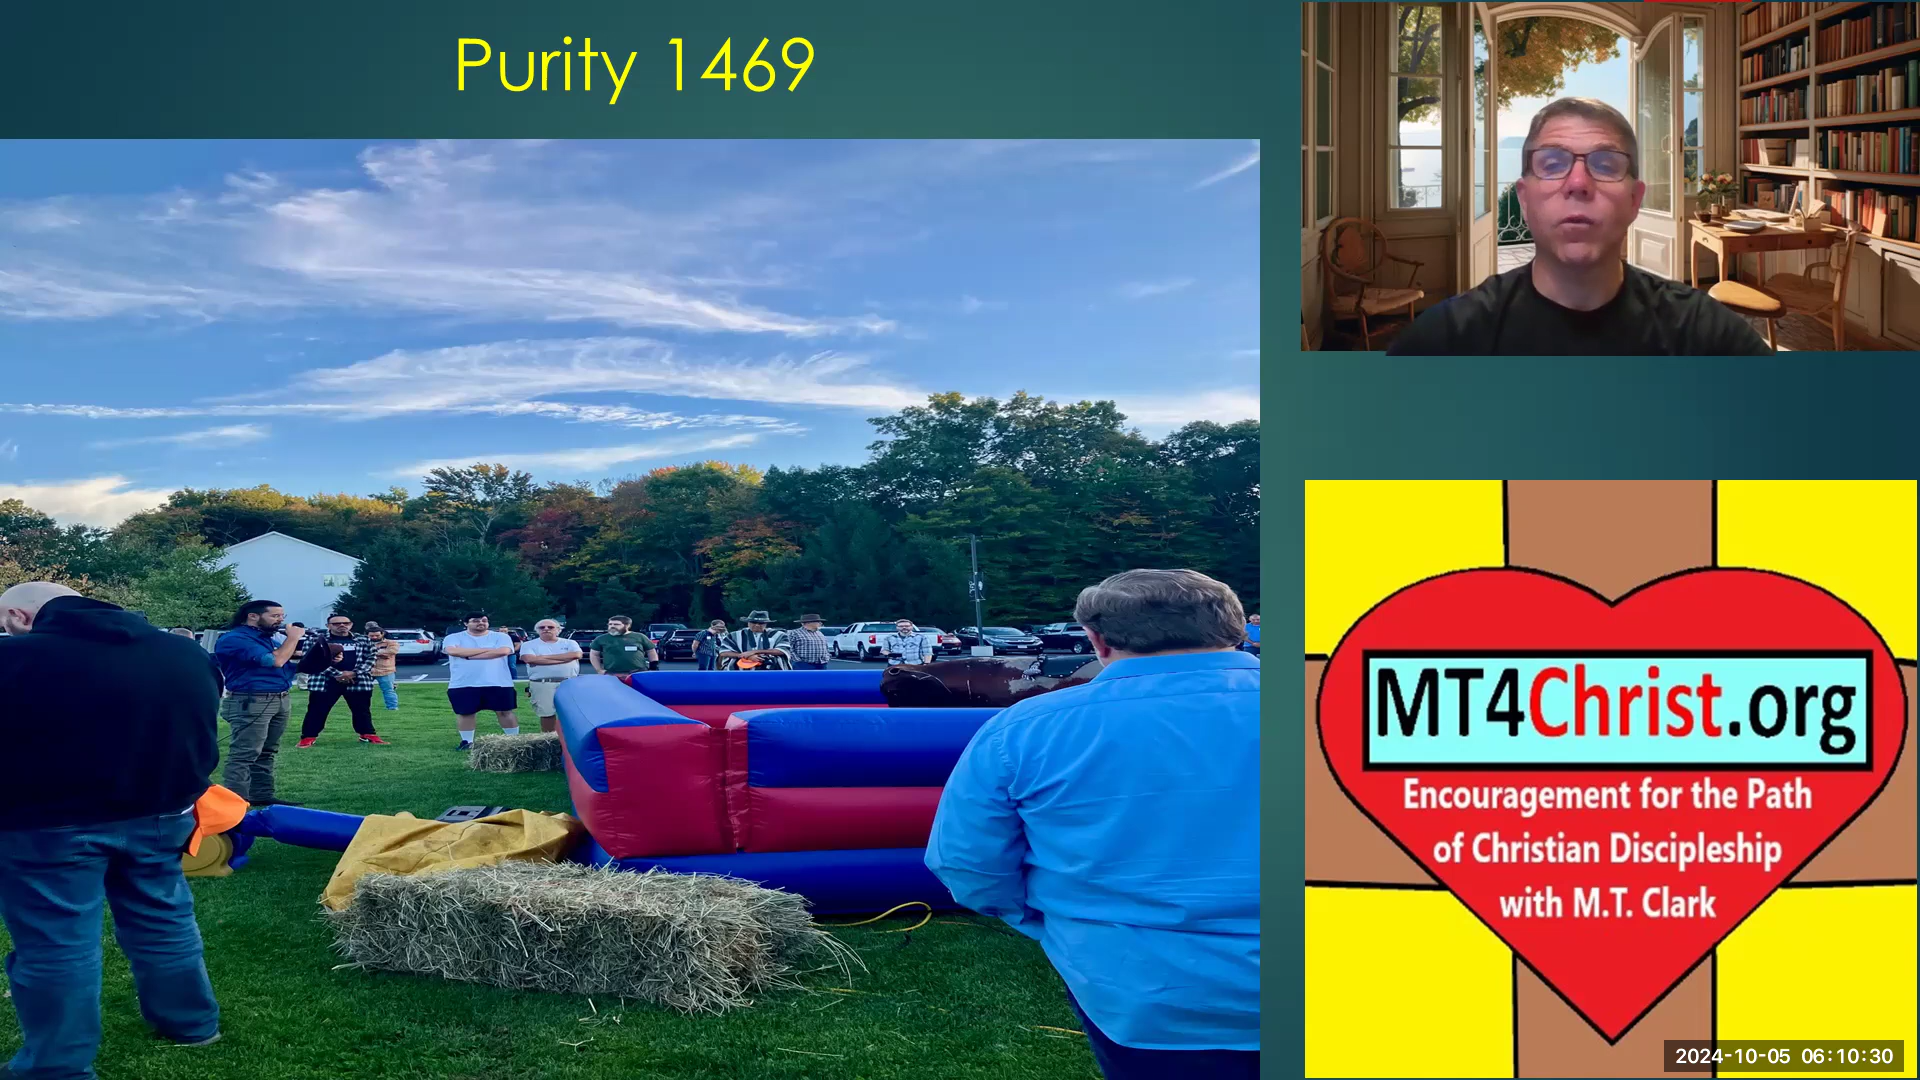 Purity 1469
MT4Christ.org
Encouragement for the Path
of Christian Discipleship
with M.T. Clark
2024-10-05 06:10:30